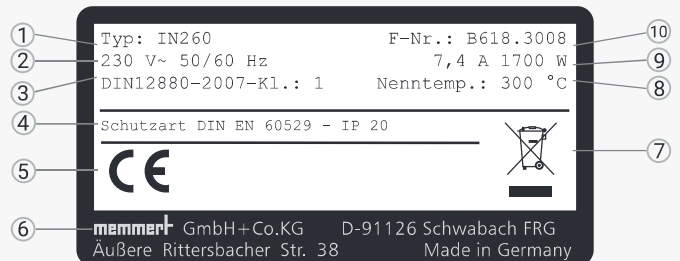 1 Typ: IN260 F-Nr.: B618.3008 10
2 230 V~ 50/60 Hz 7,4 A 1700 W 9
3 DIN12880-2007-Kl.: 1 Nenntemp.: 300 °C 8
4 Schutzart DIN EN 60529 - IP 20
5 CE 7
6 memmert GmbH+Co.KG D-91126 Schwabach FRG
Äußere Rittersbacher Str. 38 Made in Germany